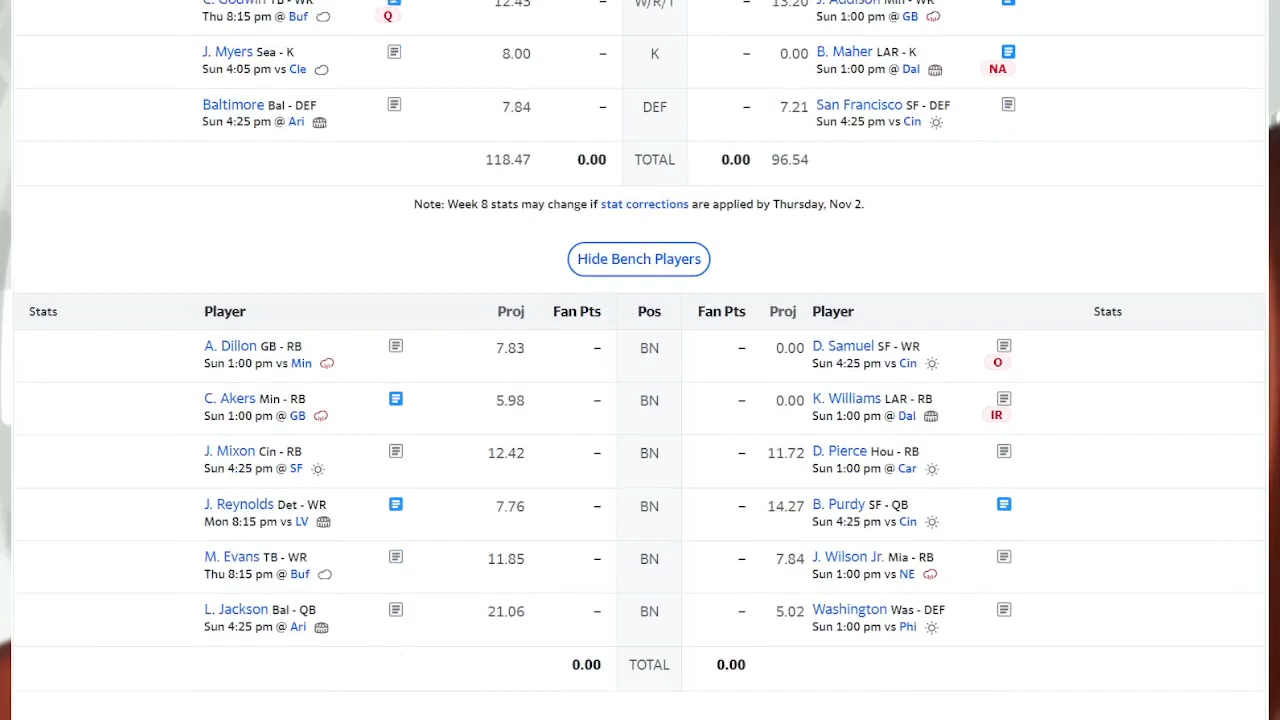 C. Godwin TB - WR 12.43 W/R/T 13.20 J. Addison Min - WR
Thu 8:15 pm @ Buf Q Sun 1:00 pm @ GB
J. Myers Sea - K 8.00 – K – 0.00 B. Maher LAR - K
Sun 4:05 pm vs Cle Sun 1:00 pm @ Dal NA
Baltimore Bal - DEF 7.84 – DEF – 7.21 San Francisco SF - DEF
Sun 4:25 pm @ Ari Sun 4:25 pm vs Cin
118.47 0.00 TOTAL 0.00 96.54
Note: Week 8 stats may change if stat corrections are applied by Thursday, Nov 2.
Hide Bench Players
Stats Player Proj Fan Pts Pos Fan Pts Proj Player Stats
A. Dillon GB - RB 7.83 – BN – 0.00 D. Samuel SF - WR
Sun 1:00 pm vs Min Sun 4:25 pm vs Cin O
C. Akers Min - RB 5.98 – BN – 0.00 K. Williams LAR - RB
Sun 1:00 pm @ GB Sun 1:00 pm @ Dal IR
J. Mixon Cin - RB 12.42 – BN – 11.72 D. Pierce Hou - RB
Sun 4:25 pm @ SF Sun 1:00 pm @ Car
J. Reynolds Det - WR 7.76 – BN – 14.27 B. Purdy SF - QB
Mon 8:15 pm vs LV Sun 4:25 pm vs Cin
M. Evans TB - WR 11.85 – BN – 7.84 J. Wilson Jr. Mia - RB
Thu 8:15 pm @ Buf Sun 1:00 pm vs NE
L. Jackson Bal - QB 21.06 – BN – 5.02 Washington Was - DEF
Sun 4:25 pm @ Ari Sun 1:00 pm vs Phi
0.00 TOTAL 0.00